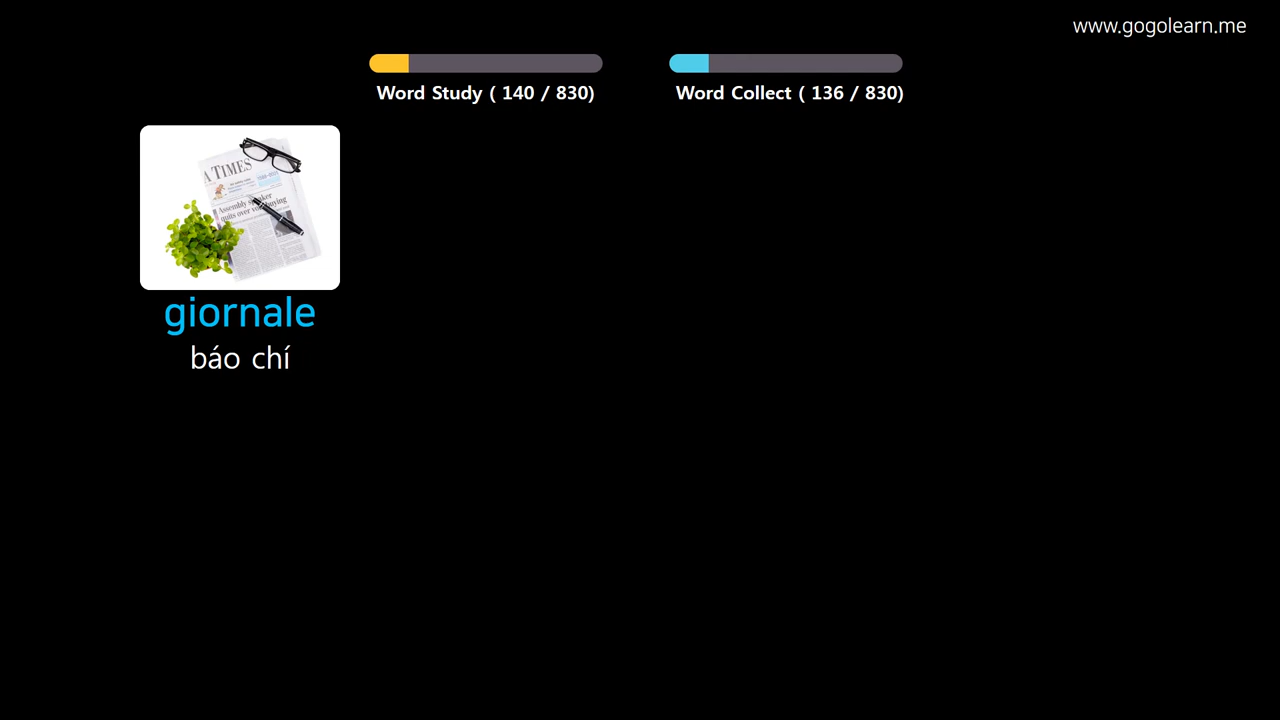 www.gogolearn.me
Word Study ( 140 / 830)
Word Collect ( 136 / 830)
A TIMES
giornale
báo chí